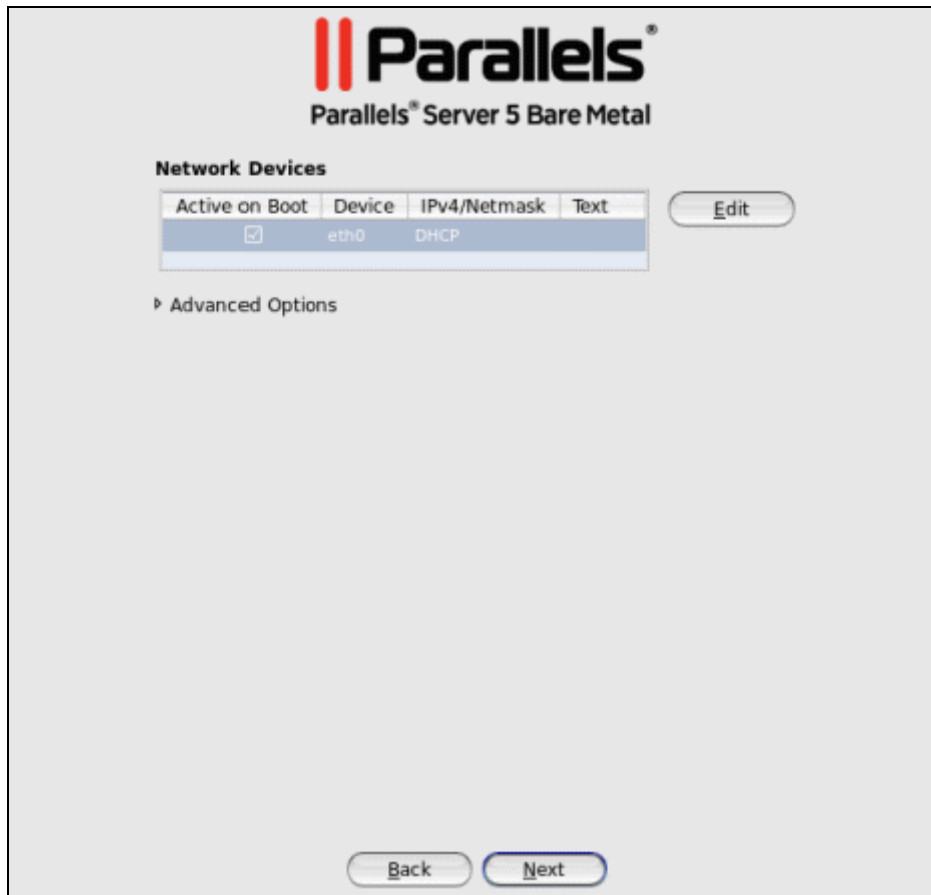 Parallels®
Parallels® Server 5 Bare Metal
Network Devices
Active on Boot Device IPv4/Netmask Text
Edit
eth0 DHCP
Advanced Options
Back Next